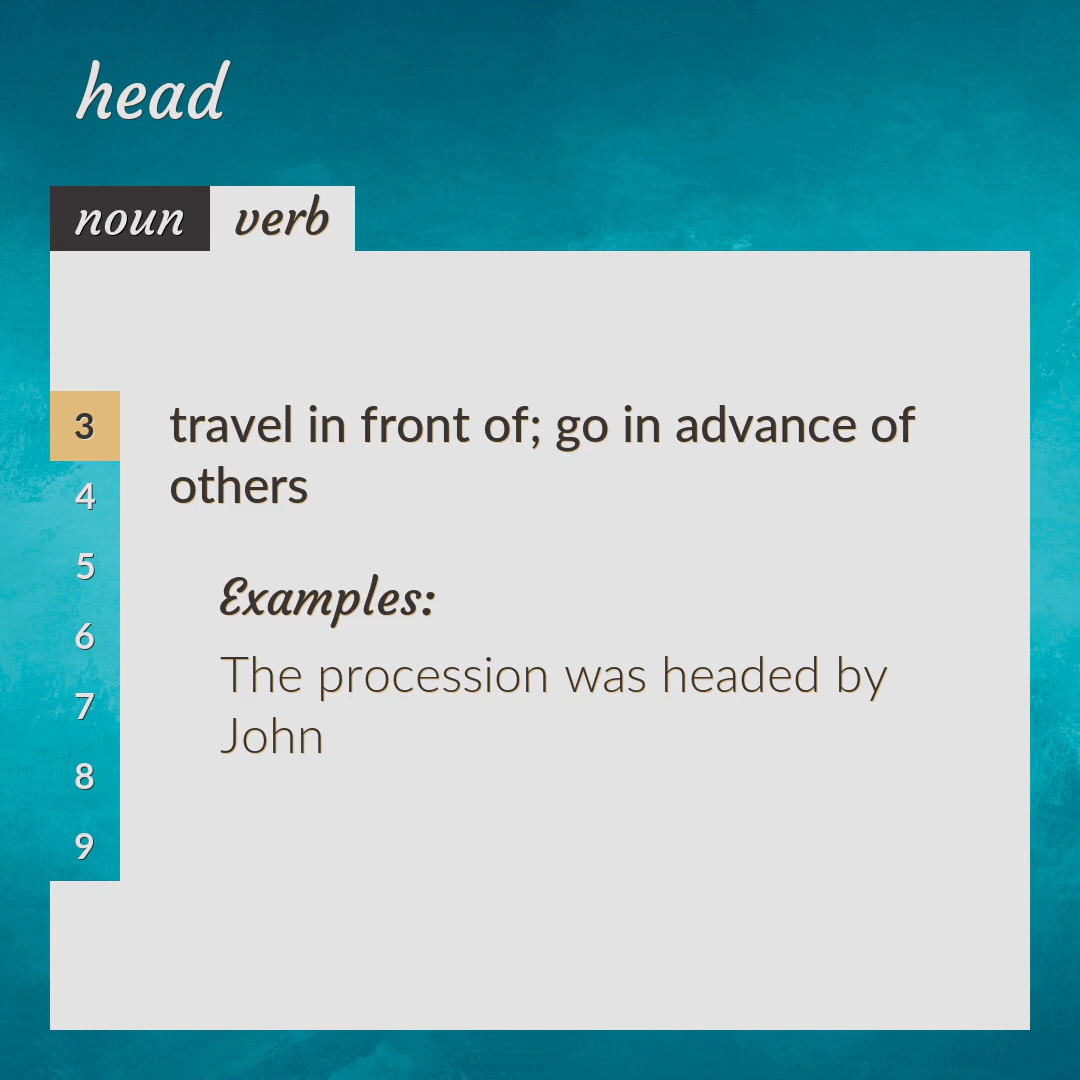 head
noun verb
3
travel in front of; go in advance of
others
4
5
Examples:
6
The procession was headed by
7
John
8
9